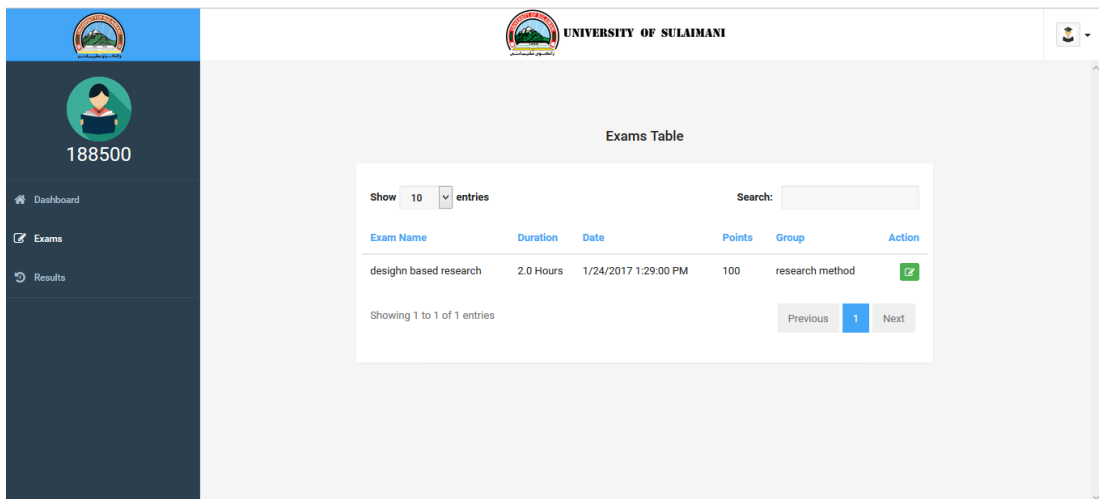 UNIVERSITY OF SULAIMANI
188500
Dashboard
Exams
Results
Exams Table
Show 10 entries
Search:
Exam Name Duration Date Points Group Action
desighn based research 2.0 Hours 1/24/2017 1:29:00 PM 100 research method
Showing 1 to 1 of 1 entries
Previous 1 Next